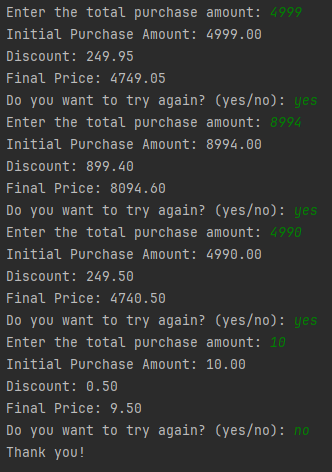 Enter the total purchase amount: 4999
Initial Purchase Amount: 4999.00
Discount: 249.95
Final Price: 4749.05
Do you want to try again? (yes/no): yes
Enter the total purchase amount: 8994
Initial Purchase Amount: 8994.00
Discount: 899.40
Final Price: 8094.60
Do you want to try again? (yes/no): yes
Enter the total purchase amount: 4990
Initial Purchase Amount: 4990.00
Discount: 249.50
Final Price: 4740.50
Do you want to try again? (yes/no): yes
Enter the total purchase amount: 10
Initial Purchase Amount: 10.00
Discount: 0.50
Final Price: 9.50
Do you want to try again? (yes/no): no
Thank you!